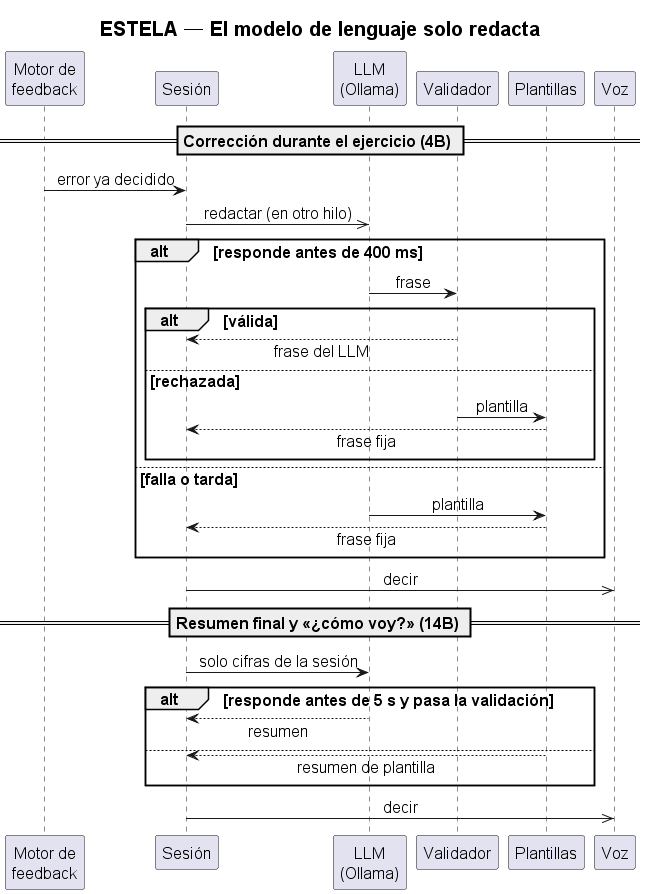 ESTELA — El modelo de lenguaje solo redacta
Motor de
feedback
Sesión
LLM
(Ollama)
Validador
Plantillas
Voz
Corrección durante el ejercicio (4B)
error ya decidido
redactar (en otro hilo)
alt
[responde antes de 400 ms]
frase
alt
[válida]
frase del LLM
[rechazada]
plantilla
frase fija
[falla o tarda]
plantilla
frase fija
decir
Resumen final y «¿cómo voy?» (14B)
solo cifras de la sesión
alt
[responde antes de 5 s y pasa la validación]
resumen
resumen de plantilla
decir
Motor de
feedback
Sesión
LLM
(Ollama)
Validador
Plantillas
Voz